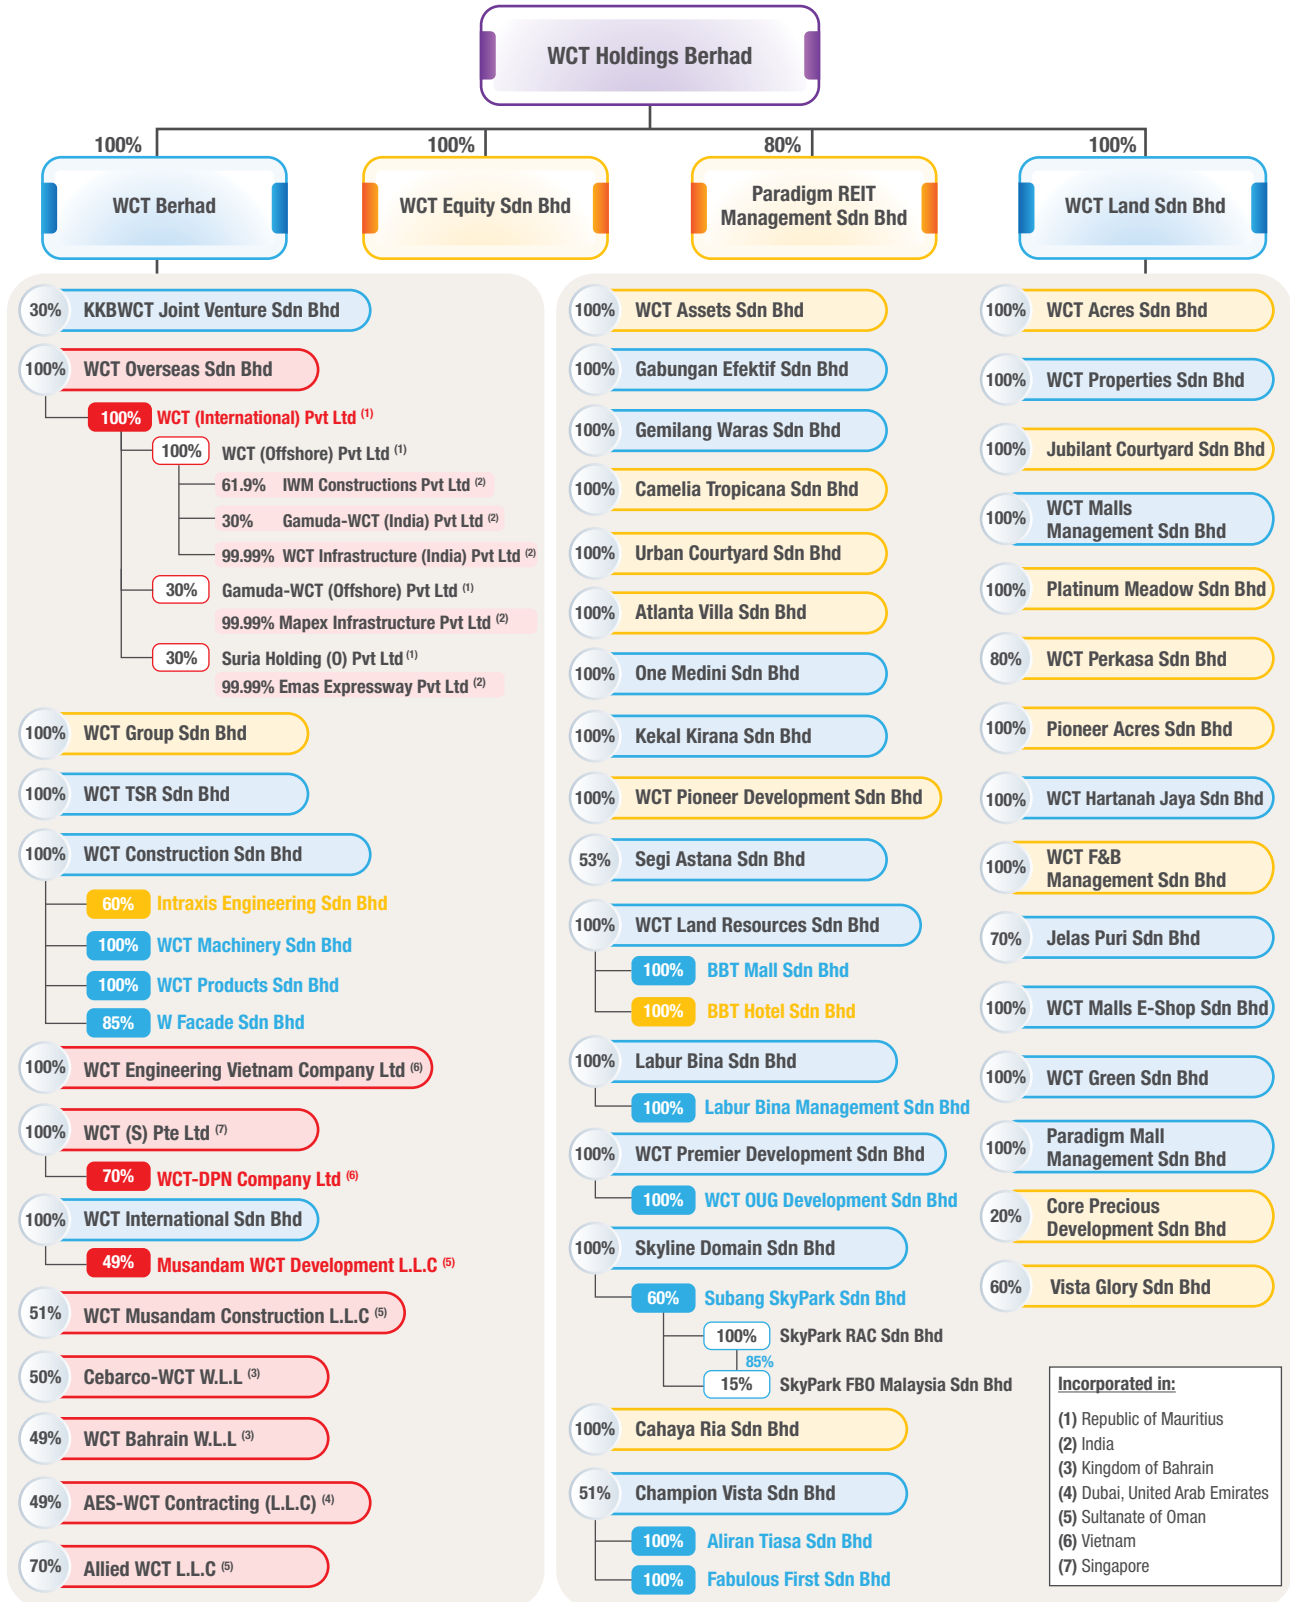 WCT Holdings Berhad
100%
100%
80%
100%
WCT Berhad
WCT Equity Sdn Bhd
Paradigm REIT
Management Sdn Bhd
WCT Land Sdn Bhd
30% KKBWCT Joint Venture Sdn Bhd
100% WCT Overseas Sdn Bhd
100% WCT (International) Pvt Ltd (1)
100% WCT (Offshore) Pvt Ltd (1)
61.9% IWM Constructions Pvt Ltd (2)
30% Gamuda-WCT (India) Pvt Ltd (2)
99.99% WCT Infrastructure (India) Pvt Ltd (2)
30% Gamuda-WCT (Offshore) Pvt Ltd (1)
99.99% Mapex Infrastructure Pvt Ltd (2)
30% Suria Holding (O) Pvt Ltd (1)
99.99% Emas Expressway Pvt Ltd (2)
100% WCT Group Sdn Bhd
100% WCT TSR Sdn Bhd
100% WCT Construction Sdn Bhd
60% Intraxis Engineering Sdn Bhd
100% WCT Machinery Sdn Bhd
100% WCT Products Sdn Bhd
85% W Facade Sdn Bhd
100% WCT Engineering Vietnam Company Ltd (6)
100% WCT (S) Pte Ltd (7)
70% WCT-DPN Company Ltd (6)
100% WCT International Sdn Bhd
49% Musandam WCT Development L.L.C (5)
51% WCT Musandam Construction L.L.C (5)
50% Cebarco-WCT W.L.L (3)
49% WCT Bahrain W.L.L (3)
49% AES-WCT Contracting (L.L.C) (4)
70% Allied WCT L.L.C (5)
100% WCT Assets Sdn Bhd
100% Gabungan Efektif Sdn Bhd
100% Gemilang Waras Sdn Bhd
100% Camelia Tropicana Sdn Bhd
100% Urban Courtyard Sdn Bhd
100% Atlanta Villa Sdn Bhd
100% One Medini Sdn Bhd
100% Kekal Kirana Sdn Bhd
100% WCT Pioneer Development Sdn Bhd
53% Segi Astana Sdn Bhd
100% WCT Land Resources Sdn Bhd
100% BBT Mall Sdn Bhd
100% BBT Hotel Sdn Bhd
100% Labur Bina Sdn Bhd
100% Labur Bina Management Sdn Bhd
100% WCT Premier Development Sdn Bhd
100% WCT OUG Development Sdn Bhd
100% Skyline Domain Sdn Bhd
60% Subang SkyPark Sdn Bhd
100% SkyPark RAC Sdn Bhd
85%
15% SkyPark FBO Malaysia Sdn Bhd
100% Cahaya Ria Sdn Bhd
51% Champion Vista Sdn Bhd
100% Aliran Tiasa Sdn Bhd
100% Fabulous First Sdn Bhd
100% WCT Acres Sdn Bhd
100% WCT Properties Sdn Bhd
100% Jubilant Courtyard Sdn Bhd
100% WCT Malls
Management Sdn Bhd
100% Platinum Meadow Sdn Bhd
80% WCT Perkasa Sdn Bhd
100% Pioneer Acres Sdn Bhd
100% WCT Hartanah Jaya Sdn Bhd
100% WCT F&B
Management Sdn Bhd
70% Jelas Puri Sdn Bhd
100% WCT Malls E-Shop Sdn Bhd
100% WCT Green Sdn Bhd
100% Paradigm Mall
Management Sdn Bhd
20% Core Precious
Development Sdn Bhd
60% Vista Glory Sdn Bhd
Incorporated in:
(1) Republic of Mauritius
(2) India
(3) Kingdom of Bahrain
(4) Dubai, United Arab Emirates
(5) Sultanate of Oman
(6) Vietnam
(7) Singapore